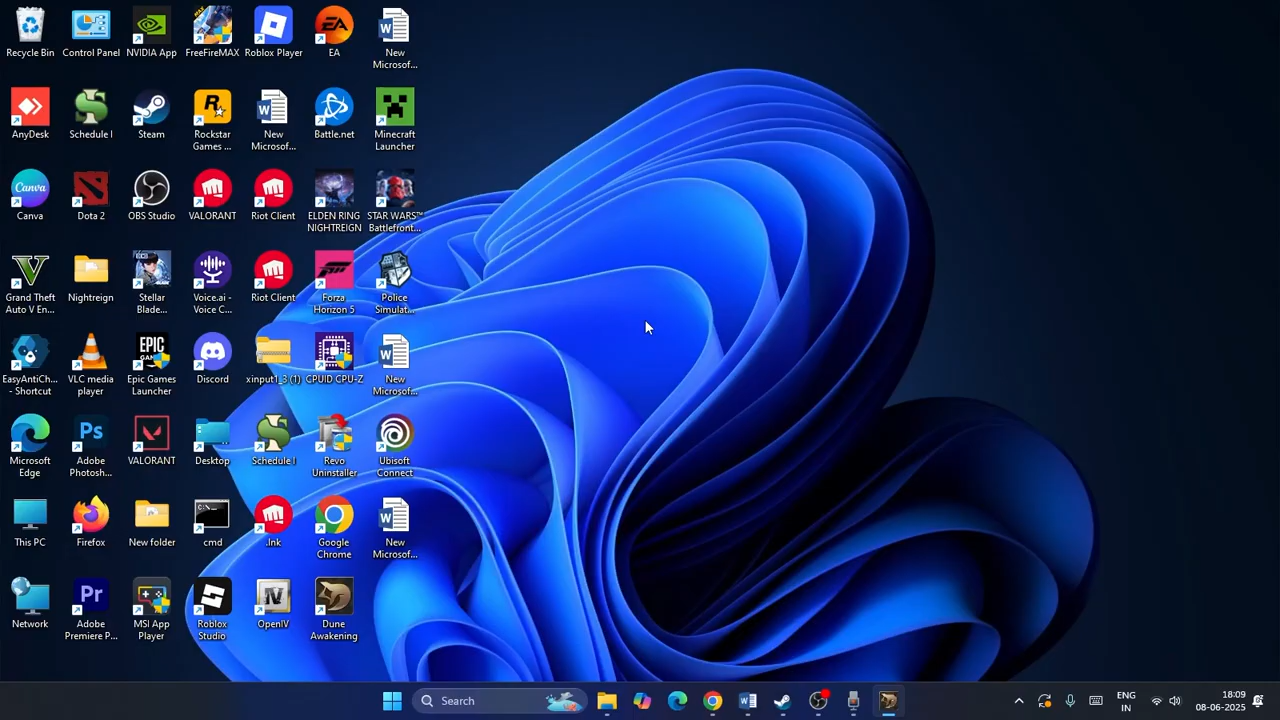 Recycle Bin
Control Panel
NVIDIA App
FreeFireMAX
Roblox Player
EA
New
Microsof...
AnyDesk
Schedule I
Steam
Rockstar
Games ...
New
Microsof...
Battle.net
Minecraft
Launcher
Canva
Dota 2
OBS Studio
VALORANT
Riot Client
ELDEN RING
NIGHTREIGN
STAR WARS™
Battlefront...
Grand Theft
Auto V En...
Nightreign
Stellar
Blade...
Voice.ai -
Voice C...
Riot Client
Forza
Horizon 5
Police
Simulat...
EasyAntiCh...
- Shortcut
VLC media
player
Epic Games
Launcher
Discord
xinput1_3 (1)
CPUID CPU-Z
New
Microsof...
Microsoft
Edge
Adobe
Photosh...
VALORANT
Desktop
Schedule I
Revo
Uninstaller
Ubisoft
Connect
This PC
Firefox
New folder
cmd
.lnk
Google
Chrome
New
Microsof...
Network
Adobe
Premiere P...
MSI App
Player
Roblox
Studio
OpenIV
Dune
Awakening
Search
ENG
IN
18:09
08-06-2025